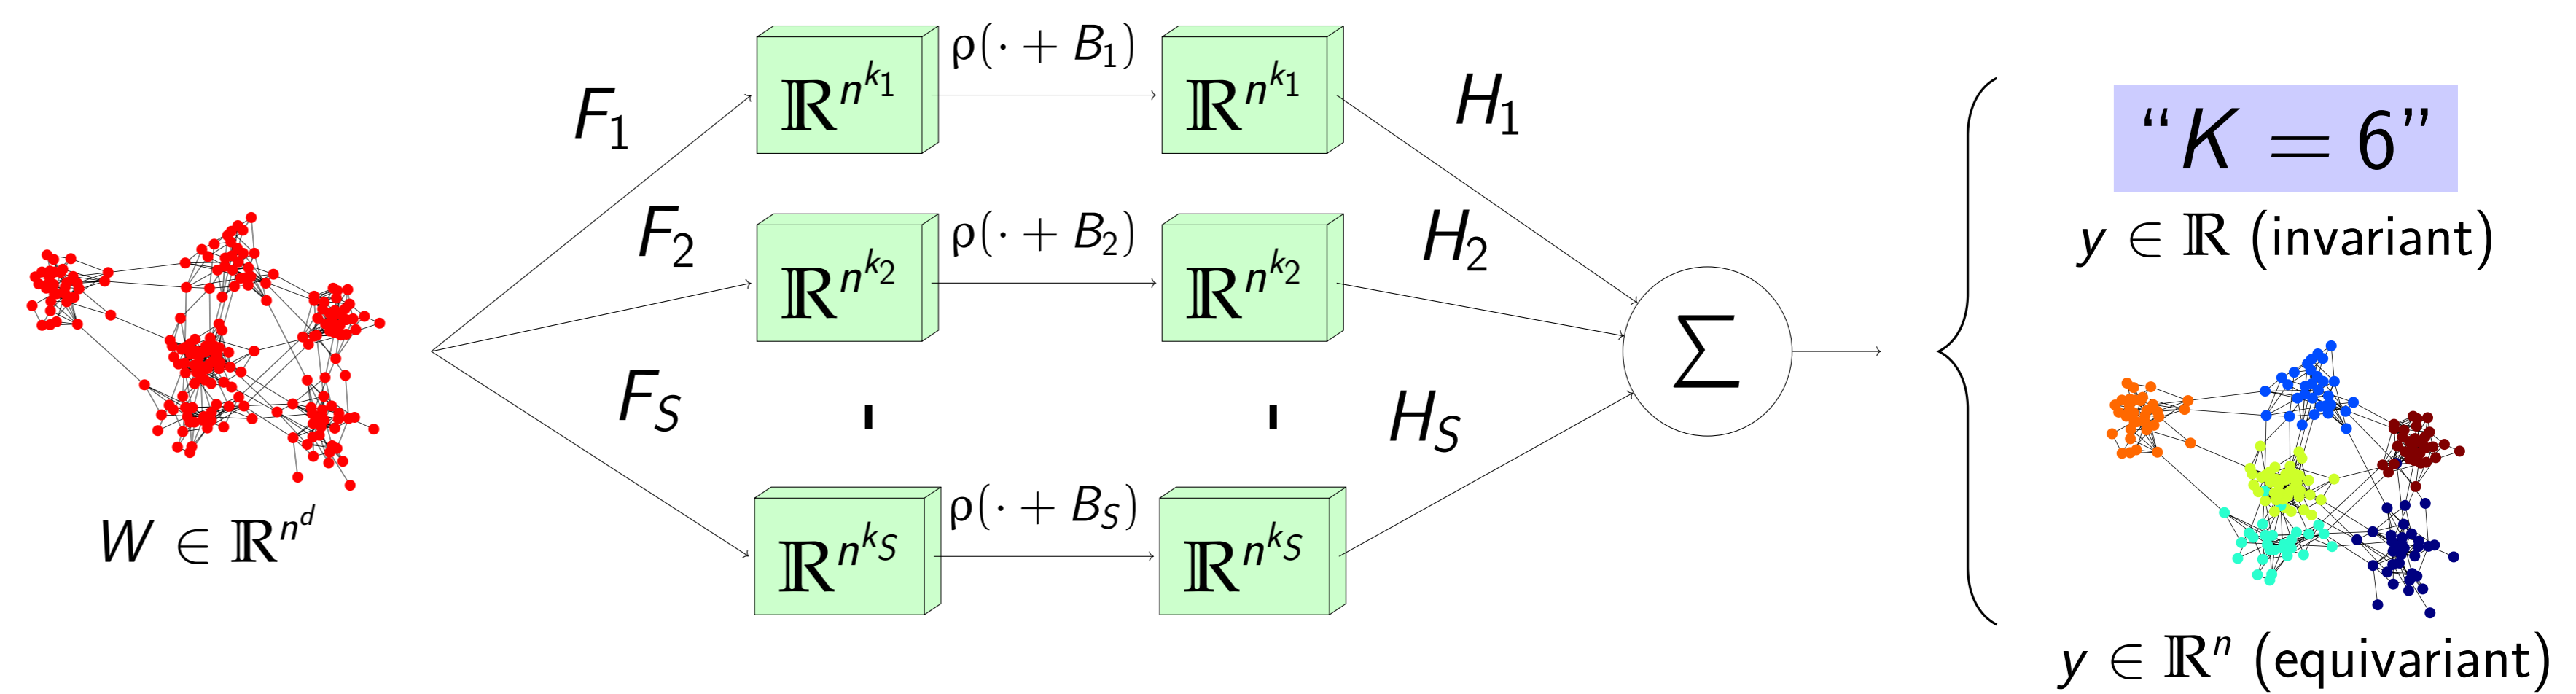 W ∈ ℝ^{n^d}
F₁
F₂
F_S
ℝ^{n^{k₁}}
ρ(· + B₁)
ℝ^{n^{k₁}}
ℝ^{n^{k₂}}
ρ(· + B₂)
ℝ^{n^{k₂}}
⋮
⋮
ℝ^{n^{k_S}}
ρ(· + B_S)
ℝ^{n^{k_S}}
H₁
H₂
H_S
∑
“K = 6”
y ∈ ℝ (invariant)
y ∈ ℝⁿ (equivariant)